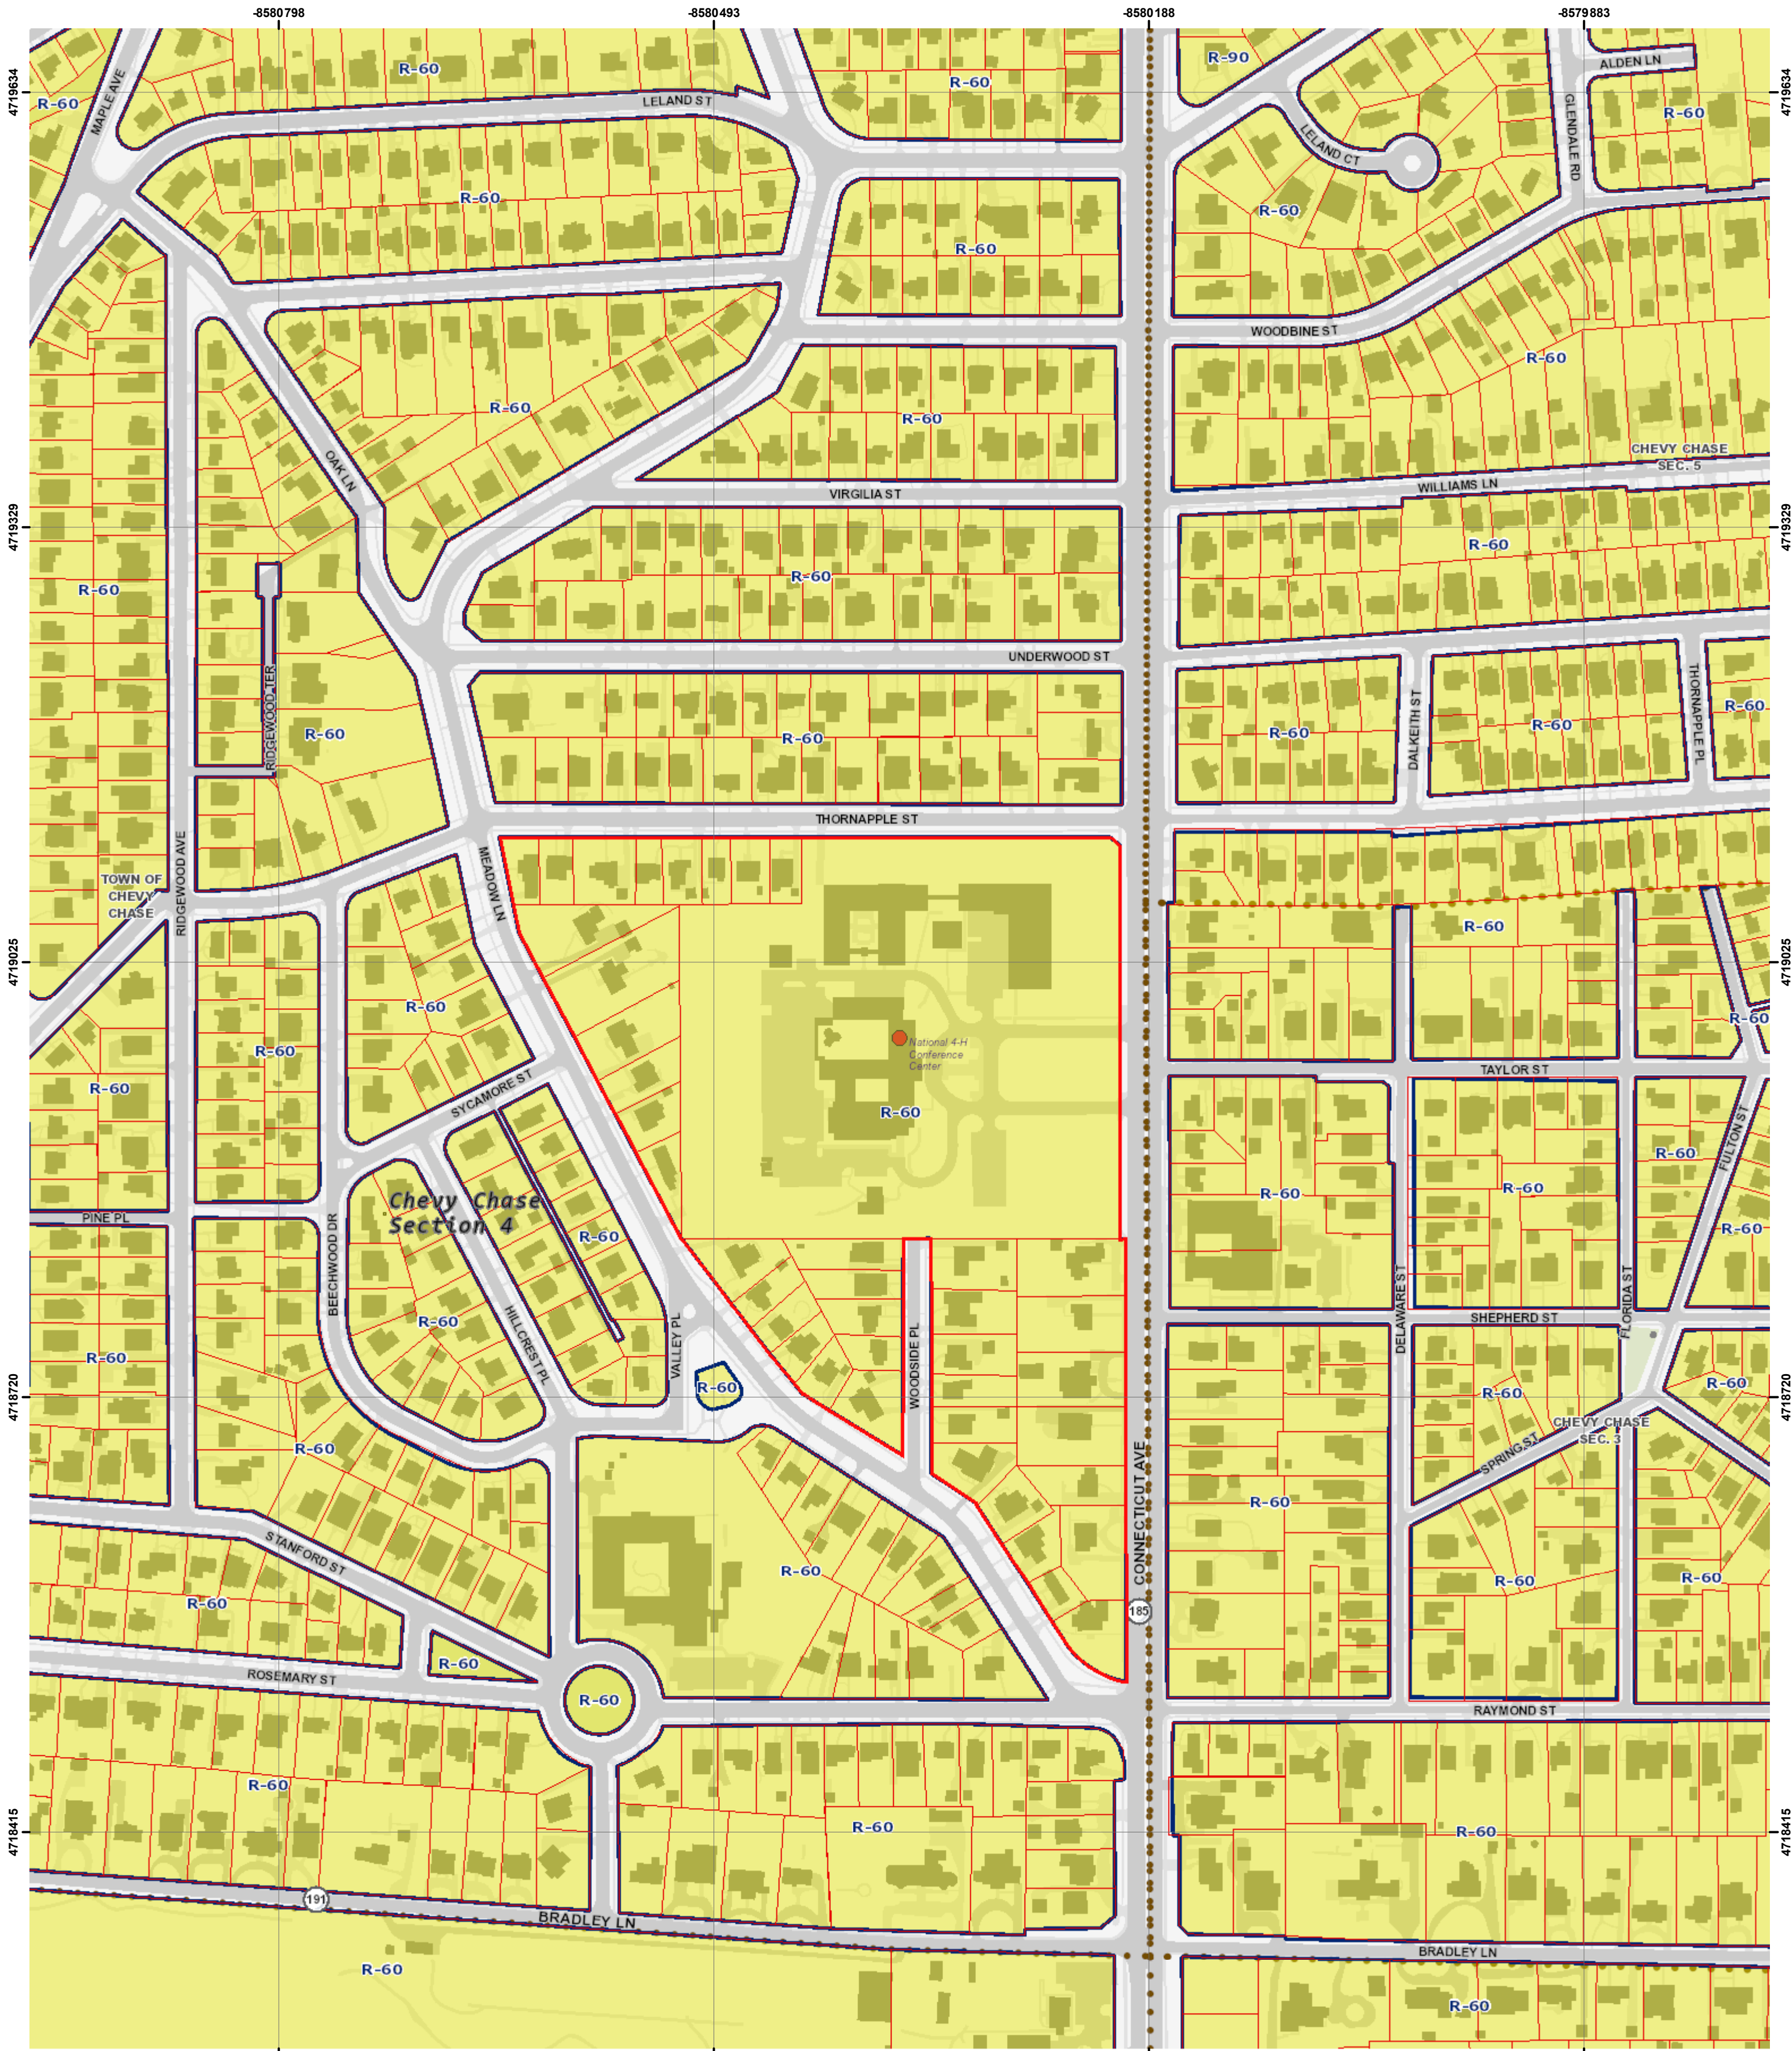 -8580798
-8580493
-8580188
-8579883
4719634
4719634
R-90
ALDEN LN
R-60
R-60
R-60
MAPLE AVE
LELAND ST
GLENDALE RD
R-60
LELAND CT
R-60
R-60
R-60
WOODBINE ST
R-60
R-60
R-60
CHEVY CHASE
SEC. 5
OAK LN
VIRGILIA ST
WILLIAMS LN
4719329
4719329
R-60
R-60
R-60
UNDERWOOD ST
RIDGEWOOD TER
THORNAPPLE PL
DALKEITH ST
R-60
R-60
R-60
R-60
R-60
THORNAPPLE ST
RIDGEWOOD AVE
MEADOW LN
TOWN OF
CHEVY
CHASE
R-60
4719025
4719025
R-60
R-60
R-60
National 4-H
Conference
Center
TAYLOR ST
R-60
SYCAMORE ST
R-60
FULTON ST
R-60
R-60
R-60
Chevy Chase
Section 4
PINE PL
R-60
R-60
BEECHWOOD DR
R-60
HILLCREST PL
VALLEY PL
WOODSIDE PL
DELAWARE ST
SHEPHERD ST
FLORIDA ST
R-60
R-60
R-60
R-60
4718720
4718720
CHEVY CHASE
SEC. 3
SPRING ST
R-60
CONNECTICUT AVE
R-60
STANFORD ST
R-60
R-60
R-60
R-60
185
R-60
ROSEMARY ST
R-60
RAYMOND ST
R-60
R-60
R-60
4718415
4718415
191
BRADLEY LN
BRADLEY LN
R-60
R-60